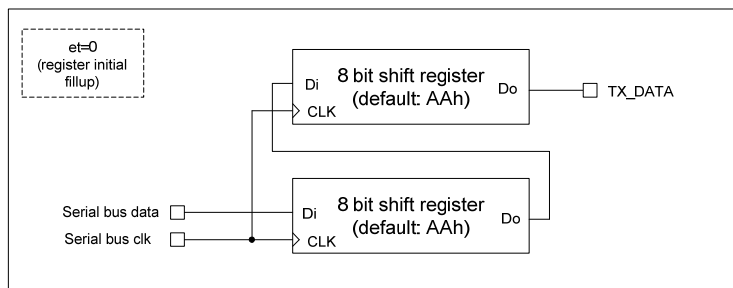 et=0
(register initial
fillup)
8 bit shift register
(default: AAh)
Di
Do
CLK
TX_DATA
8 bit shift register
(default: AAh)
Serial bus data
Di
Do
Serial bus clk
CLK